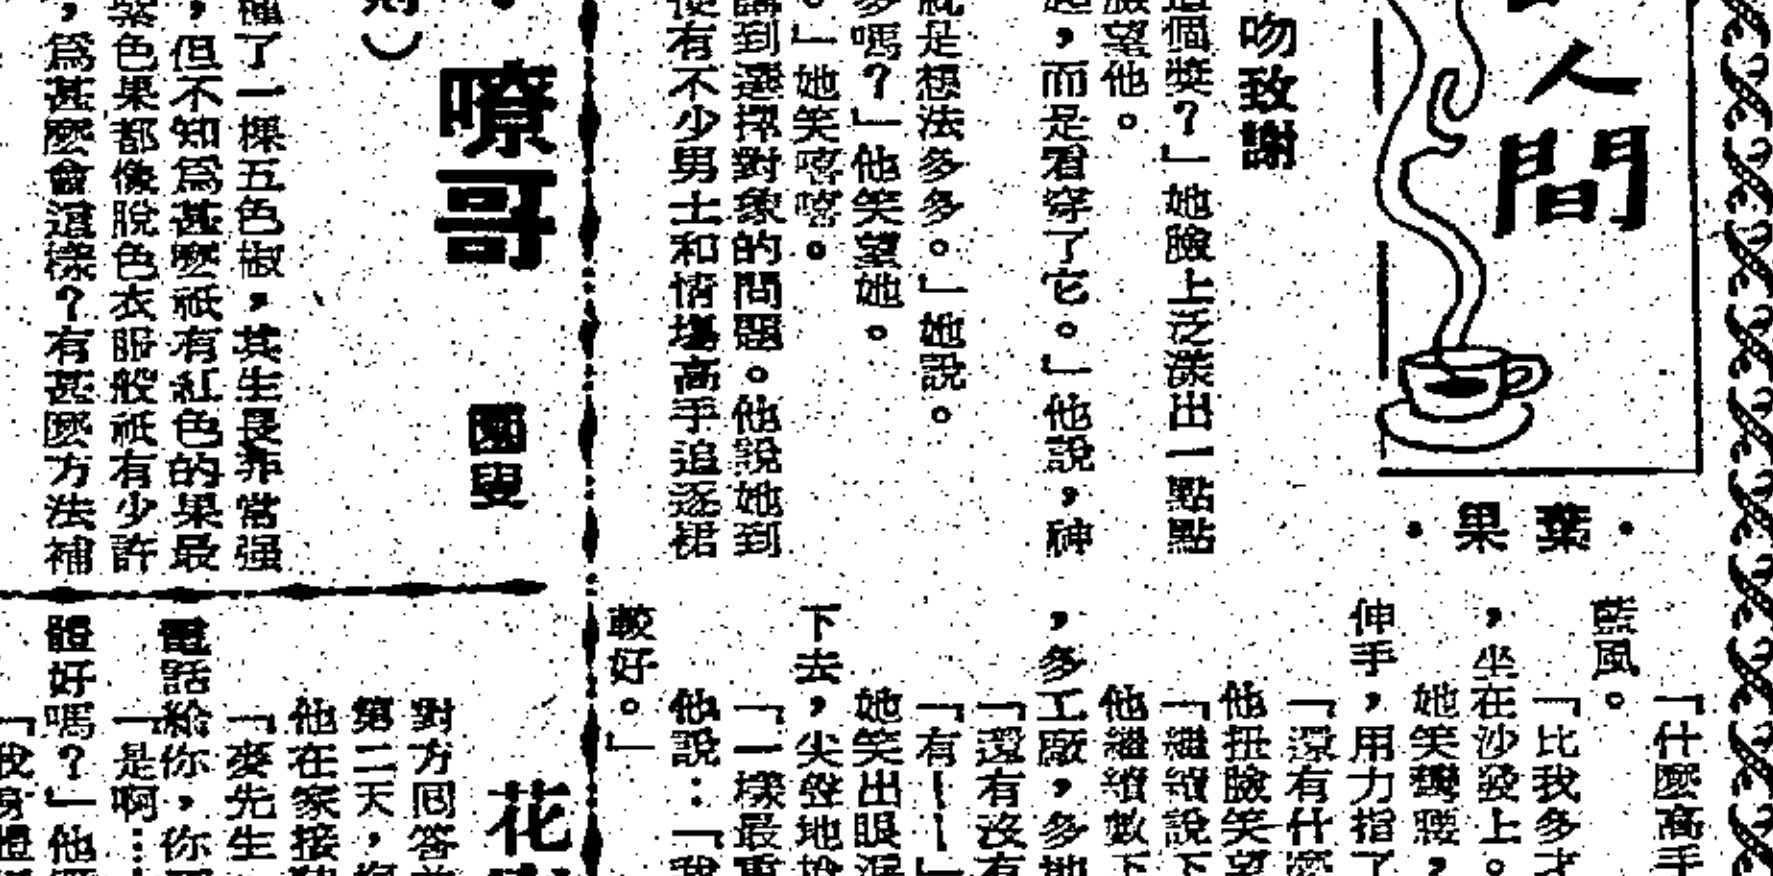 人間
·葉果·
吻致謝
這個獎？」她臉上泛漾出一點點
臉望他。
起，而是看穿了它。」他說，神
就是想法多多。」她說。
多嗎？」他笑望她。
。」她笑嘻嘻。
講到選擇對象的問題。他說她到
便有不少男士和情場高手追逐裙
「什麼高手
藍風。
「比我多才
，坐在沙發上。
她笑彎腰，
伸手，用力指了
「還有什麼
他扭臉笑望
「繼續說下
他繼續數下
，多工廠，多地
「還有沒有
「有——」
她笑出眼淚
下去，尖聲地搶
「一樣最重
他說：「我
較好。」
嘹哥
園叟
種了一棵五色椒，其生長非常强
，但不知爲甚麼祇有紅色的果最
紫色果都像脫色衣服般祇有少許
，爲甚麼會這樣？有甚麼方法補
花
對方回答
第二天，
他在家接
「麥先生
電話給你，你
「是啊……
體好嗎？」他
「我身體